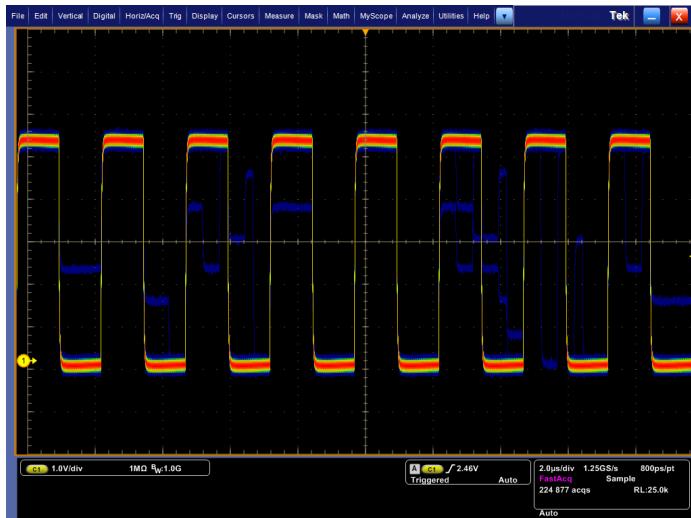 File Edit Vertical Digital Horiz/Acq Trig Display Cursors Measure Mask Math MyScope Analyze Utilities Help Tek X
1
C1 1.0V/div 1MΩ BW:1.0G
A C1 2.46V
Triggered Auto
2.0μs/div 1.25GS/s 800ps/pt
FastAcq Sample
224 877 acqs RL:25.0k
Auto